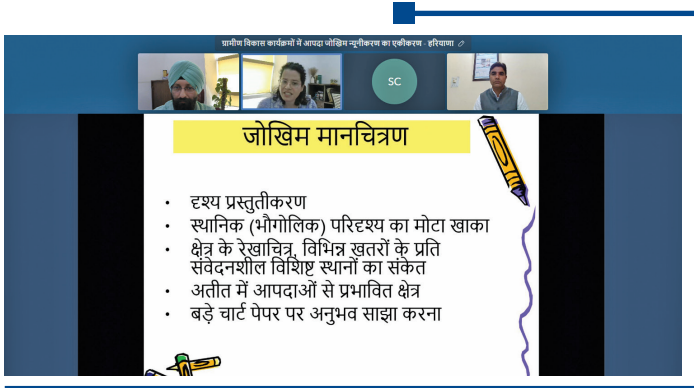 ग्रामीण विकास कार्यक्रमों में आपदा जोखिम न्यूनीकरण का एकीकरण - हरियाणा
SC
जोखिम मानचित्रण
• दृश्य प्रस्तुतीकरण
• स्थानिक (भौगोलिक) परिदृश्य का मोटा खाका
• क्षेत्र के रेखाचित्र, विभिन्न खतरों के प्रति
संवेदनशील विशिष्ट स्थानों का संकेत
• अतीत में आपदाओं से प्रभावित क्षेत्र
• बड़े चार्ट पेपर पर अनुभव साझा करना